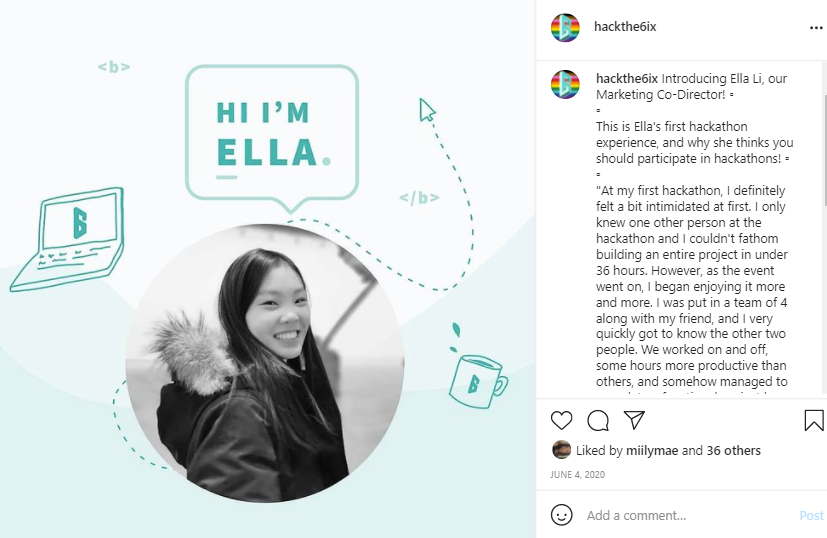 <b>
HI I'M
ELLA.
</b>
hackthe6ix
hackthe6ix Introducing Ella Li, our
Marketing Co-Director!
This is Ella's first hackathon
experience, and why she thinks you
should participate in hackathons!
"At my first hackathon, I definitely
felt a bit intimidated at first. I only
knew one other person at the
hackathon and I couldn't fathom
building an entire project in under
36 hours. However, as the event
went on, I began enjoying it more
and more. I was put in a team of 4
along with my friend, and I very
quickly got to know the other two
people. We worked on and off,
some hours more productive than
others, and somehow managed to
Liked by miilymae and 36 others
JUNE 4, 2020
Add a comment...
Post